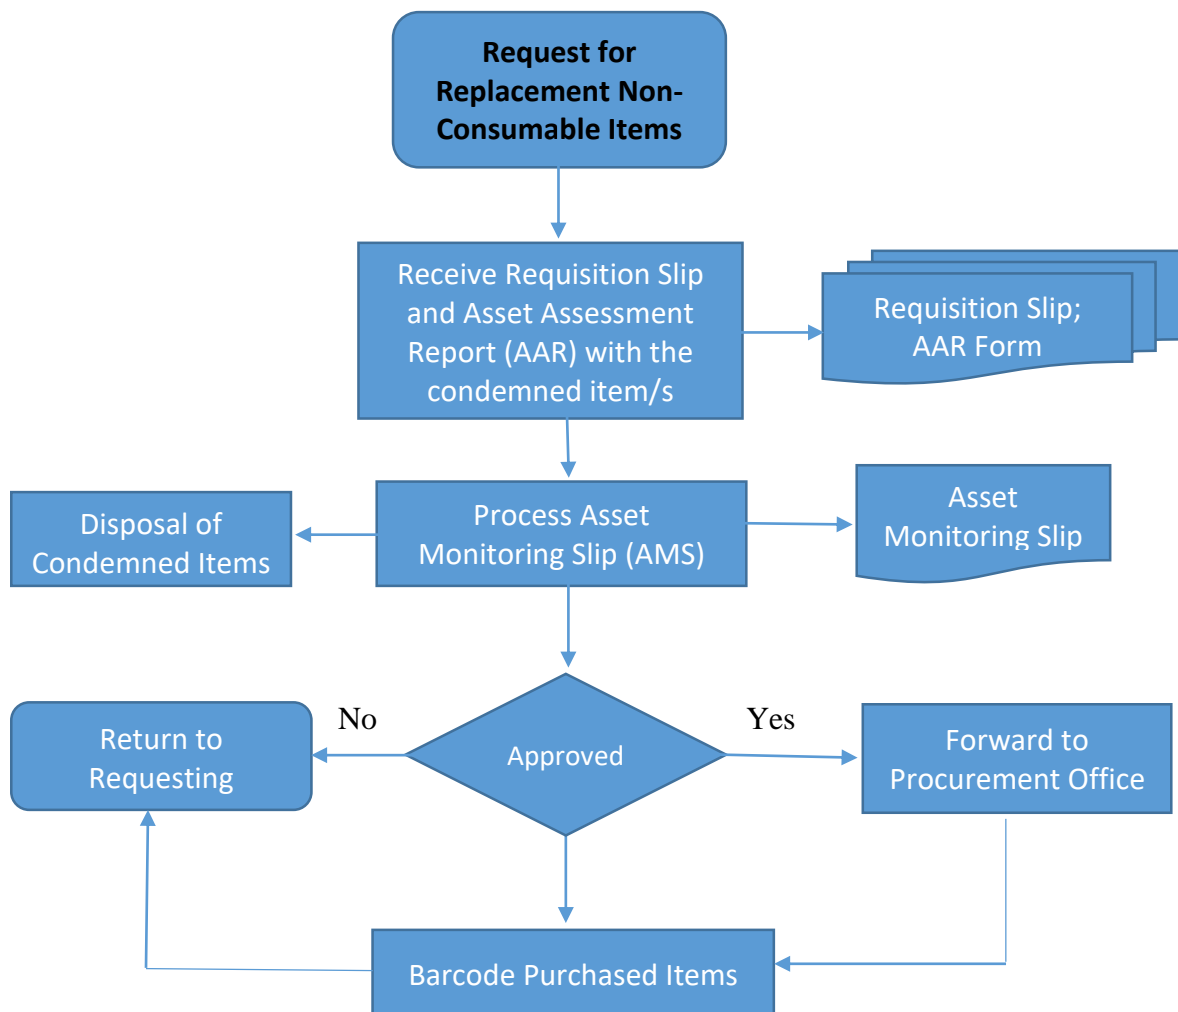 Request for
Replacement Non-
Consumable Items
Receive Requisition Slip
and Asset Assessment
Report (AAR) with the
condemned item/s
Requisition Slip;
AAR Form
Disposal of
Condemned Items
Process Asset
Monitoring Slip (AMS)
Asset
Monitoring Slip
No
Yes
Return to
Requesting
Approved
Forward to
Procurement Office
Barcode Purchased Items